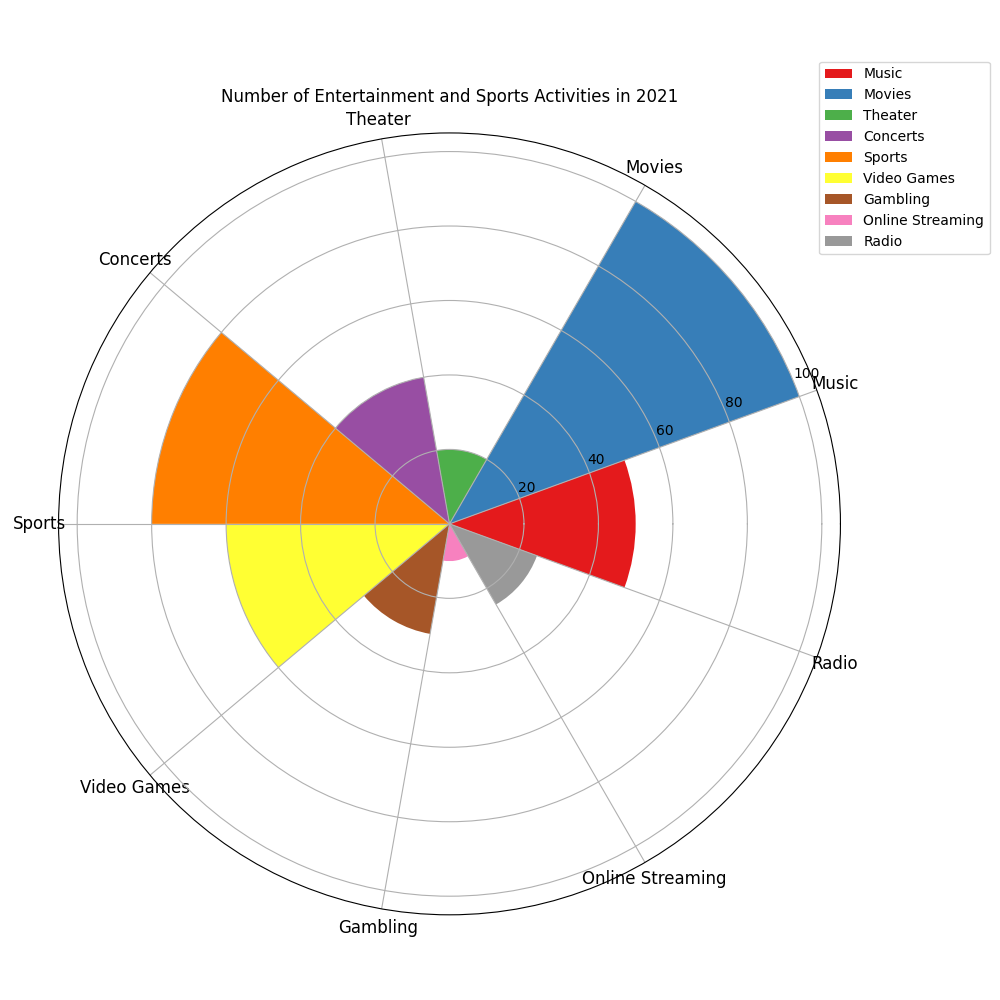 Number of Entertainment and Sports Activities in 2021
Music
Movies
Theater
Concerts
Sports
Video Games
Gambling
Online Streaming
Radio
Theater
Movies
Concerts
Music
Sports
Radio
Video Games
Online Streaming
Gambling
100
80
60
40
20